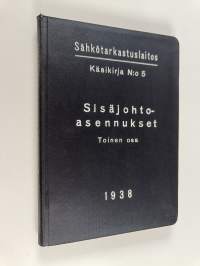 Sähkötarkastuslaitos
Käsikirja N:o 5
Sisäjohto-
asennukset
Toinen osa
1938